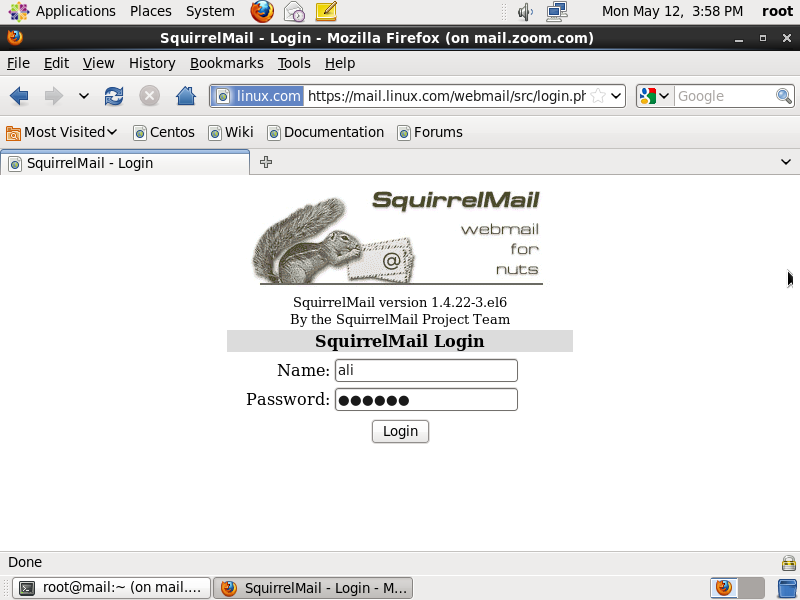 Applications Places System Mon May 12, 3:58 PM root
SquirrelMail - Login - Mozilla Firefox (on mail.zoom.com)
File Edit View History Bookmarks Tools Help
linux.com https://mail.linux.com/webmail/src/login.ph Google
Most Visited Centos Wiki Documentation Forums
SquirrelMail - Login
SquirrelMail
webmail
for
nuts
@
SquirrelMail version 1.4.22-3.el6
By the SquirrelMail Project Team
SquirrelMail Login
Name: ali
Password: ●●●●●●
Login
Done
root@mail:~ (on mail.... SquirrelMail - Login - M...